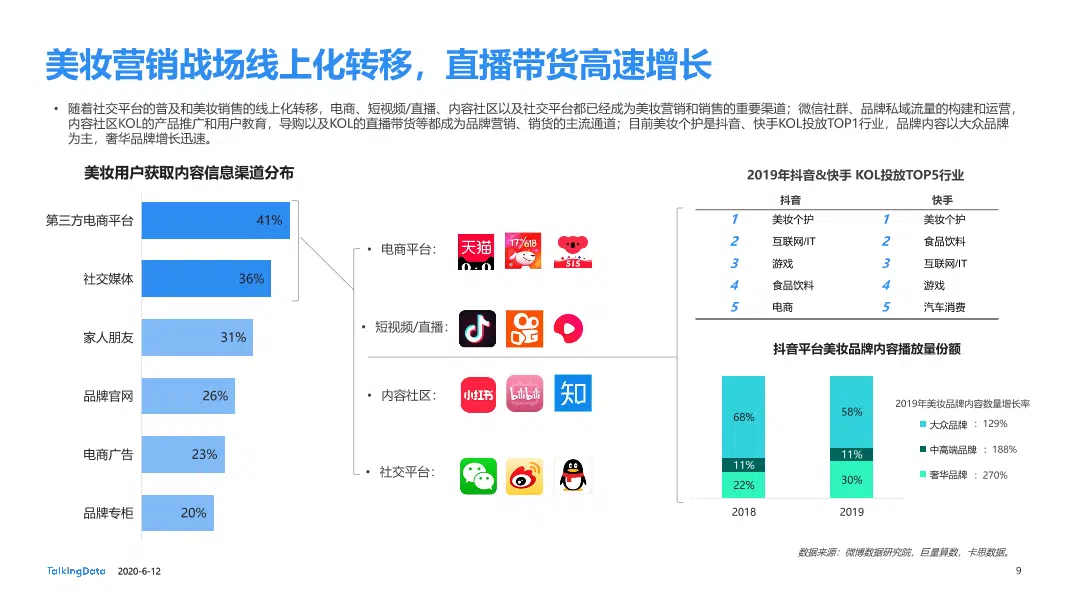 美妆营销战场线上化转移，直播带货高速增长
• 随着社交平台的普及和美妆销售的线上化转移，电商、短视频/直播、内容社区以及社交平台都已经成为美妆营销和销售的重要渠道；微信社群、品牌私域流量的构建和运营，
内容社区KOL的产品推广和用户教育，导购以及KOL的直播带货等都成为品牌营销、销货的主流通道；目前美妆个护是抖音、快手KOL投放TOP1行业，品牌内容以大众品牌
为主，奢华品牌增长迅速。
美妆用户获取内容信息渠道分布
第三方电商平台 41%
社交媒体 36%
家人朋友 31%
品牌官网 26%
电商广告 23%
品牌专柜 20%
• 电商平台：
天猫
17周年618
515
• 短视频/直播：
• 内容社区：
小红书
bilibili
知
• 社交平台：
2019年抖音&快手 KOL投放TOP5行业
抖音 快手
1 美妆个护 1 美妆个护
2 互联网/IT 2 食品饮料
3 游戏 3 互联网/IT
4 食品饮料 4 游戏
5 电商 5 汽车消费
抖音平台美妆品牌内容播放量份额
68% 58%
11% 11%
22% 30%
2018 2019
2019年美妆品牌内容数量增长率
大众品牌 ：129%
中高端品牌 ：188%
奢华品牌 ：270%
数据来源：微博数据研究院，巨量算数，卡思数据。
TalkingData 2020-6-12
9